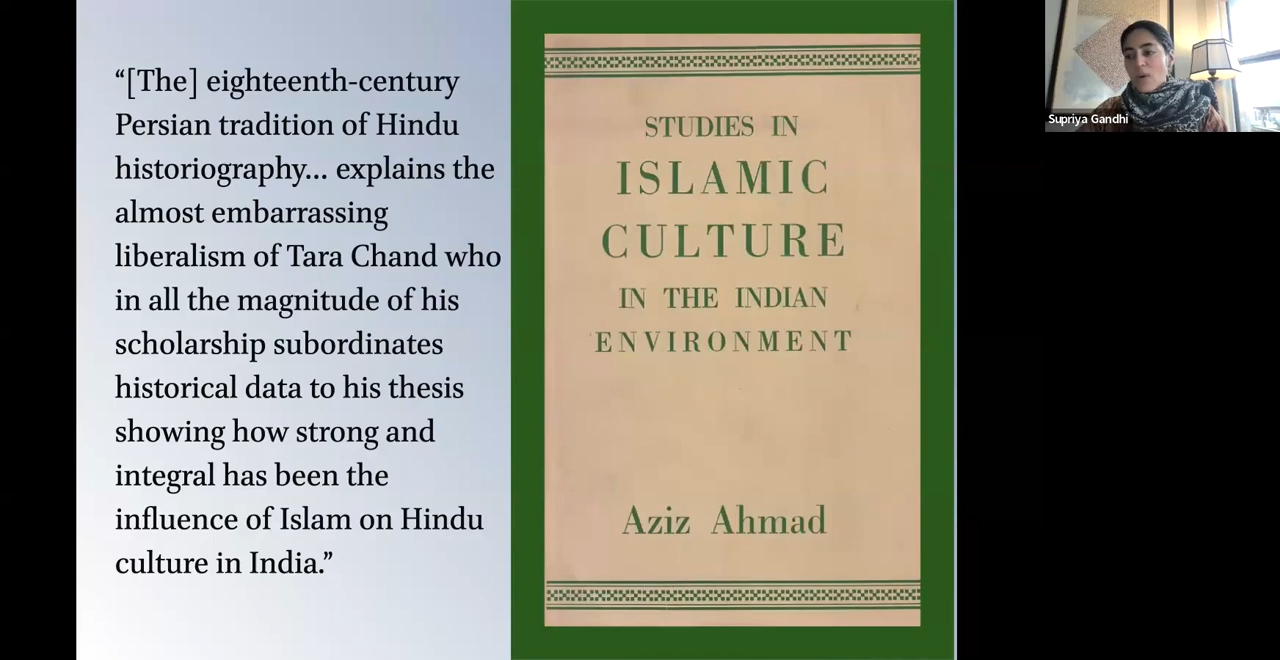 “[The] eighteenth-century
Persian tradition of Hindu
historiography... explains the
almost embarrassing
liberalism of Tara Chand who
in all the magnitude of his
scholarship subordinates
historical data to his thesis
showing how strong and
integral has been the
influence of Islam on Hindu
culture in India.”
STUDIES IN
ISLAMIC
CULTURE
IN THE INDIAN
ENVIRONMENT
Aziz Ahmad
Supriya Gandhi